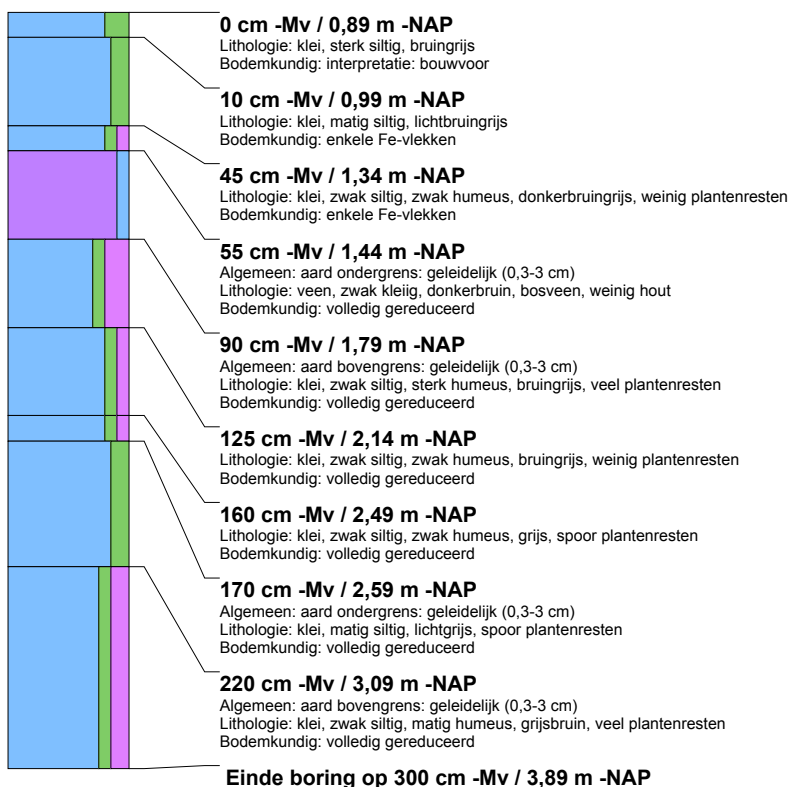 0 cm -Mv / 0,89 m -NAP
Lithologie: klei, sterk siltig, bruingrijs
Bodemkundig: interpretatie: bouwvoor
10 cm -Mv / 0,99 m -NAP
Lithologie: klei, matig siltig, lichtbruingrijs
Bodemkundig: enkele Fe-vlekken
45 cm -Mv / 1,34 m -NAP
Lithologie: klei, zwak siltig, zwak humeus, donkerbruingrijs, weinig plantenresten
Bodemkundig: enkele Fe-vlekken
55 cm -Mv / 1,44 m -NAP
Algemeen: aard ondergrens: geleidelijk (0,3-3 cm)
Lithologie: veen, zwak kleiig, donkerbruin, bosveen, weinig hout
Bodemkundig: volledig gereduceerd
90 cm -Mv / 1,79 m -NAP
Algemeen: aard bovengrens: geleidelijk (0,3-3 cm)
Lithologie: klei, zwak siltig, sterk humeus, bruingrijs, veel plantenresten
Bodemkundig: volledig gereduceerd
125 cm -Mv / 2,14 m -NAP
Lithologie: klei, zwak siltig, zwak humeus, bruingrijs, weinig plantenresten
Bodemkundig: volledig gereduceerd
160 cm -Mv / 2,49 m -NAP
Lithologie: klei, zwak siltig, zwak humeus, grijs, spoor plantenresten
Bodemkundig: volledig gereduceerd
170 cm -Mv / 2,59 m -NAP
Algemeen: aard ondergrens: geleidelijk (0,3-3 cm)
Lithologie: klei, matig siltig, lichtgrijs, spoor plantenresten
Bodemkundig: volledig gereduceerd
220 cm -Mv / 3,09 m -NAP
Algemeen: aard bovengrens: geleidelijk (0,3-3 cm)
Lithologie: klei, zwak siltig, matig humeus, grijsbruin, veel plantenresten
Bodemkundig: volledig gereduceerd
Einde boring op 300 cm -Mv / 3,89 m -NAP